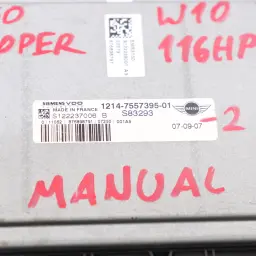 OPER
W10
116HP
SIEMENS VDO
MADE IN FRANCE
1214-7557395-01
S122237006 B
S83293
MINI
07-09-07
-2
MANUAL